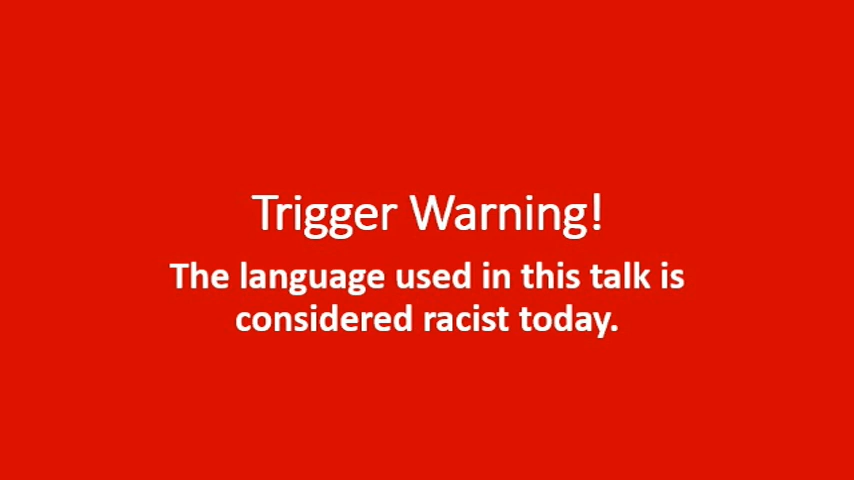 Trigger Warning!
The language used in this talk is
considered racist today.